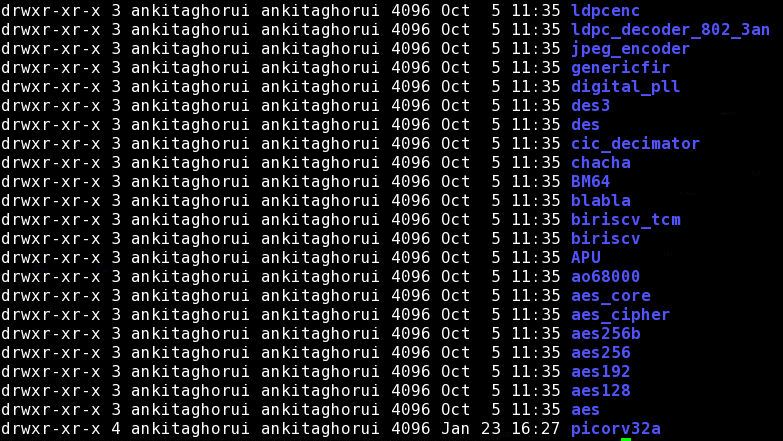 drwxr-xr-x 3 ankitaghorui ankitaghorui 4096 Oct  5 11:35 ldpcenc
drwxr-xr-x 3 ankitaghorui ankitaghorui 4096 Oct  5 11:35 ldpc_decoder_802_3an
drwxr-xr-x 3 ankitaghorui ankitaghorui 4096 Oct  5 11:35 jpeg_encoder
drwxr-xr-x 3 ankitaghorui ankitaghorui 4096 Oct  5 11:35 genericfir
drwxr-xr-x 3 ankitaghorui ankitaghorui 4096 Oct  5 11:35 digital_pll
drwxr-xr-x 3 ankitaghorui ankitaghorui 4096 Oct  5 11:35 des3
drwxr-xr-x 3 ankitaghorui ankitaghorui 4096 Oct  5 11:35 des
drwxr-xr-x 3 ankitaghorui ankitaghorui 4096 Oct  5 11:35 cic_decimator
drwxr-xr-x 3 ankitaghorui ankitaghorui 4096 Oct  5 11:35 chacha
drwxr-xr-x 3 ankitaghorui ankitaghorui 4096 Oct  5 11:35 BM64
drwxr-xr-x 3 ankitaghorui ankitaghorui 4096 Oct  5 11:35 blabla
drwxr-xr-x 3 ankitaghorui ankitaghorui 4096 Oct  5 11:35 biriscv_tcm
drwxr-xr-x 3 ankitaghorui ankitaghorui 4096 Oct  5 11:35 biriscv
drwxr-xr-x 3 ankitaghorui ankitaghorui 4096 Oct  5 11:35 APU
drwxr-xr-x 3 ankitaghorui ankitaghorui 4096 Oct  5 11:35 ao68000
drwxr-xr-x 3 ankitaghorui ankitaghorui 4096 Oct  5 11:35 aes_core
drwxr-xr-x 3 ankitaghorui ankitaghorui 4096 Oct  5 11:35 aes_cipher
drwxr-xr-x 3 ankitaghorui ankitaghorui 4096 Oct  5 11:35 aes256b
drwxr-xr-x 3 ankitaghorui ankitaghorui 4096 Oct  5 11:35 aes256
drwxr-xr-x 3 ankitaghorui ankitaghorui 4096 Oct  5 11:35 aes192
drwxr-xr-x 3 ankitaghorui ankitaghorui 4096 Oct  5 11:35 aes128
drwxr-xr-x 3 ankitaghorui ankitaghorui 4096 Oct  5 11:35 aes
drwxr-xr-x 4 ankitaghorui ankitaghorui 4096 Jan 23 16:27 picorv32a